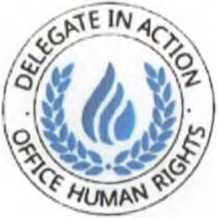 DELEGATE IN ACTION
OFFICE HUMAN RIGHTS